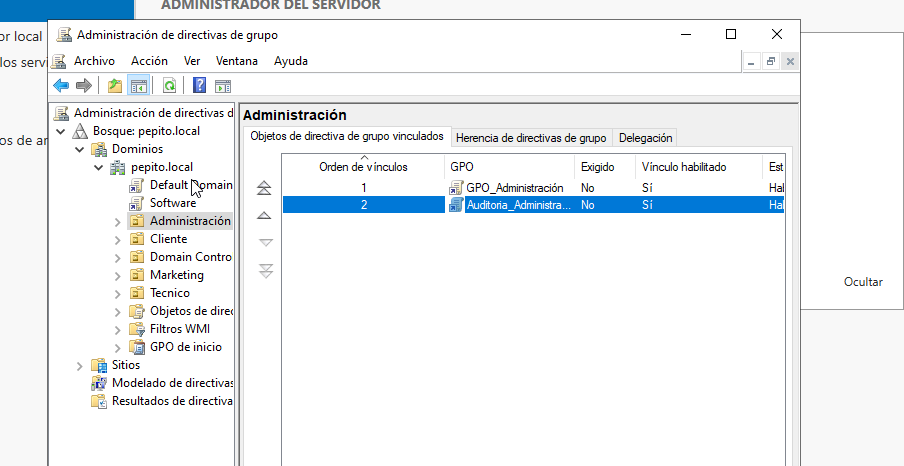 ADMINISTRADOR DEL SERVIDOR
or local
los servi
os de ar
Administración de directivas de grupo
Archivo Acción Ver Ventana Ayuda
Administración de directivas d
Bosque: pepito.local
Dominios
pepito.local
Default Domain
Software
Administración
Cliente
Domain Contro
Marketing
Tecnico
Objetos de direc
Filtros WMI
GPO de inicio
Sitios
Modelado de directivas
Resultados de directiva
Administración
Objetos de directiva de grupo vinculados Herencia de directivas de grupo Delegación
Orden de vínculos GPO Exigido Vínculo habilitado Est
1 GPO_Administración No Sí Hal
2 Auditoria_Administra... No Sí Hal
Ocultar